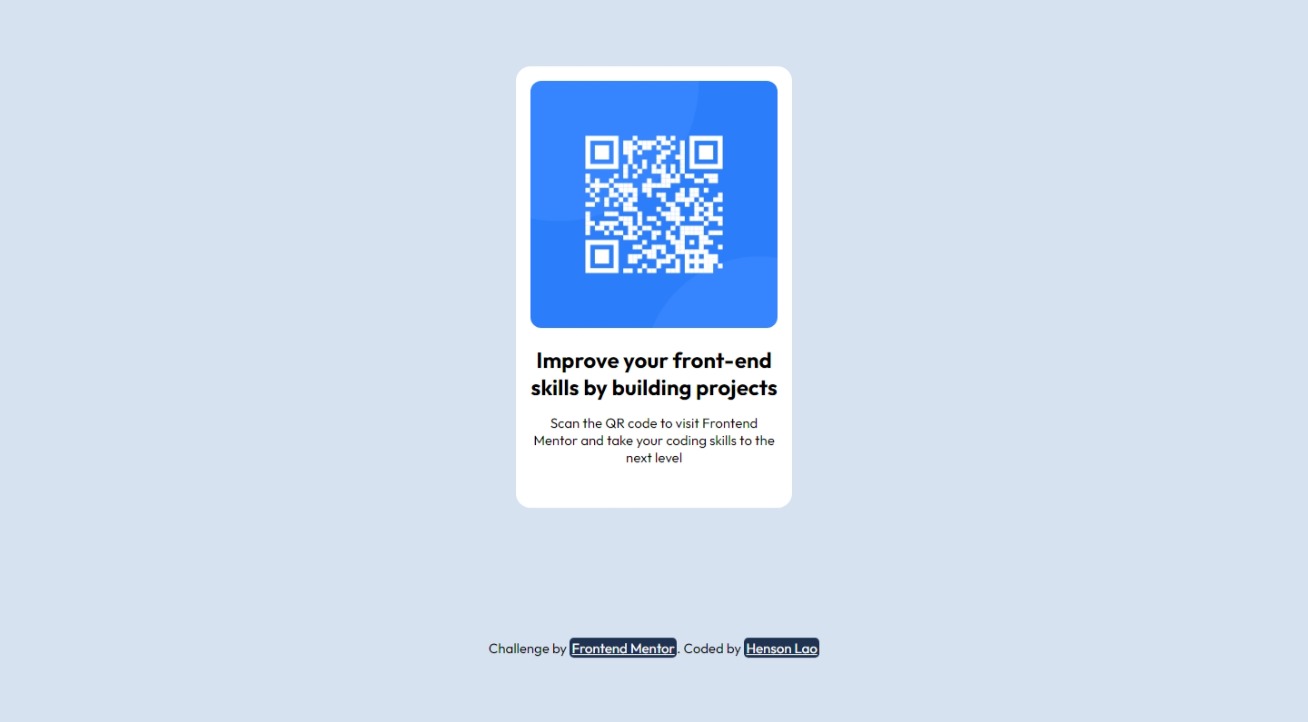 Improve your front-end
skills by building projects
Scan the QR code to visit Frontend
Mentor and take your coding skills to the
next level
Challenge by Frontend Mentor. Coded by Henson Lao